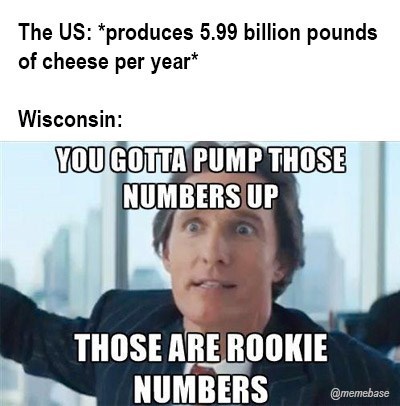 The US: *produces 5.99 billion pounds
of cheese per year*
Wisconsin:
YOU GOTTA PUMP THOSE
NUMBERS UP
THOSE ARE ROOKIE
NUMBERS
@memebase